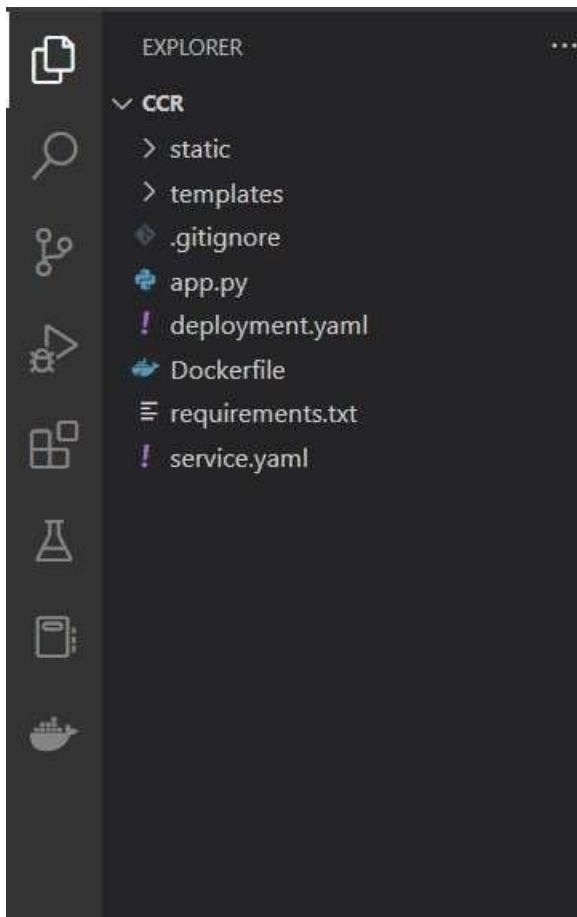 EXPLORER
CCR
static
templates
.gitignore
app.py
deployment.yaml
Dockerfile
requirements.txt
service.yaml